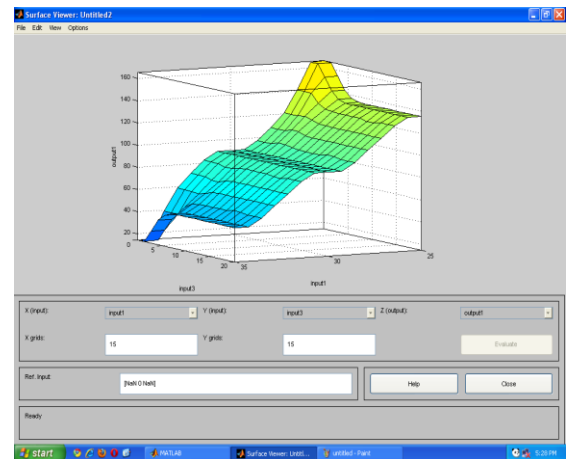 Surface Viewer: Untitled2
File Edit View Options
160
140
120
100
80
60
40
20
output1
0 5 10 15 20
35 30 25
input3
input1
X (input): input1 Y (input): input3 Z (output): output1
X grids: 15 Y grids: 15 Evaluate
Ref. Input: [NaN 0 NaN] Help Close
Ready
start MATLAB Surface Viewer: Untitl... untitled - Paint 5:28 PM